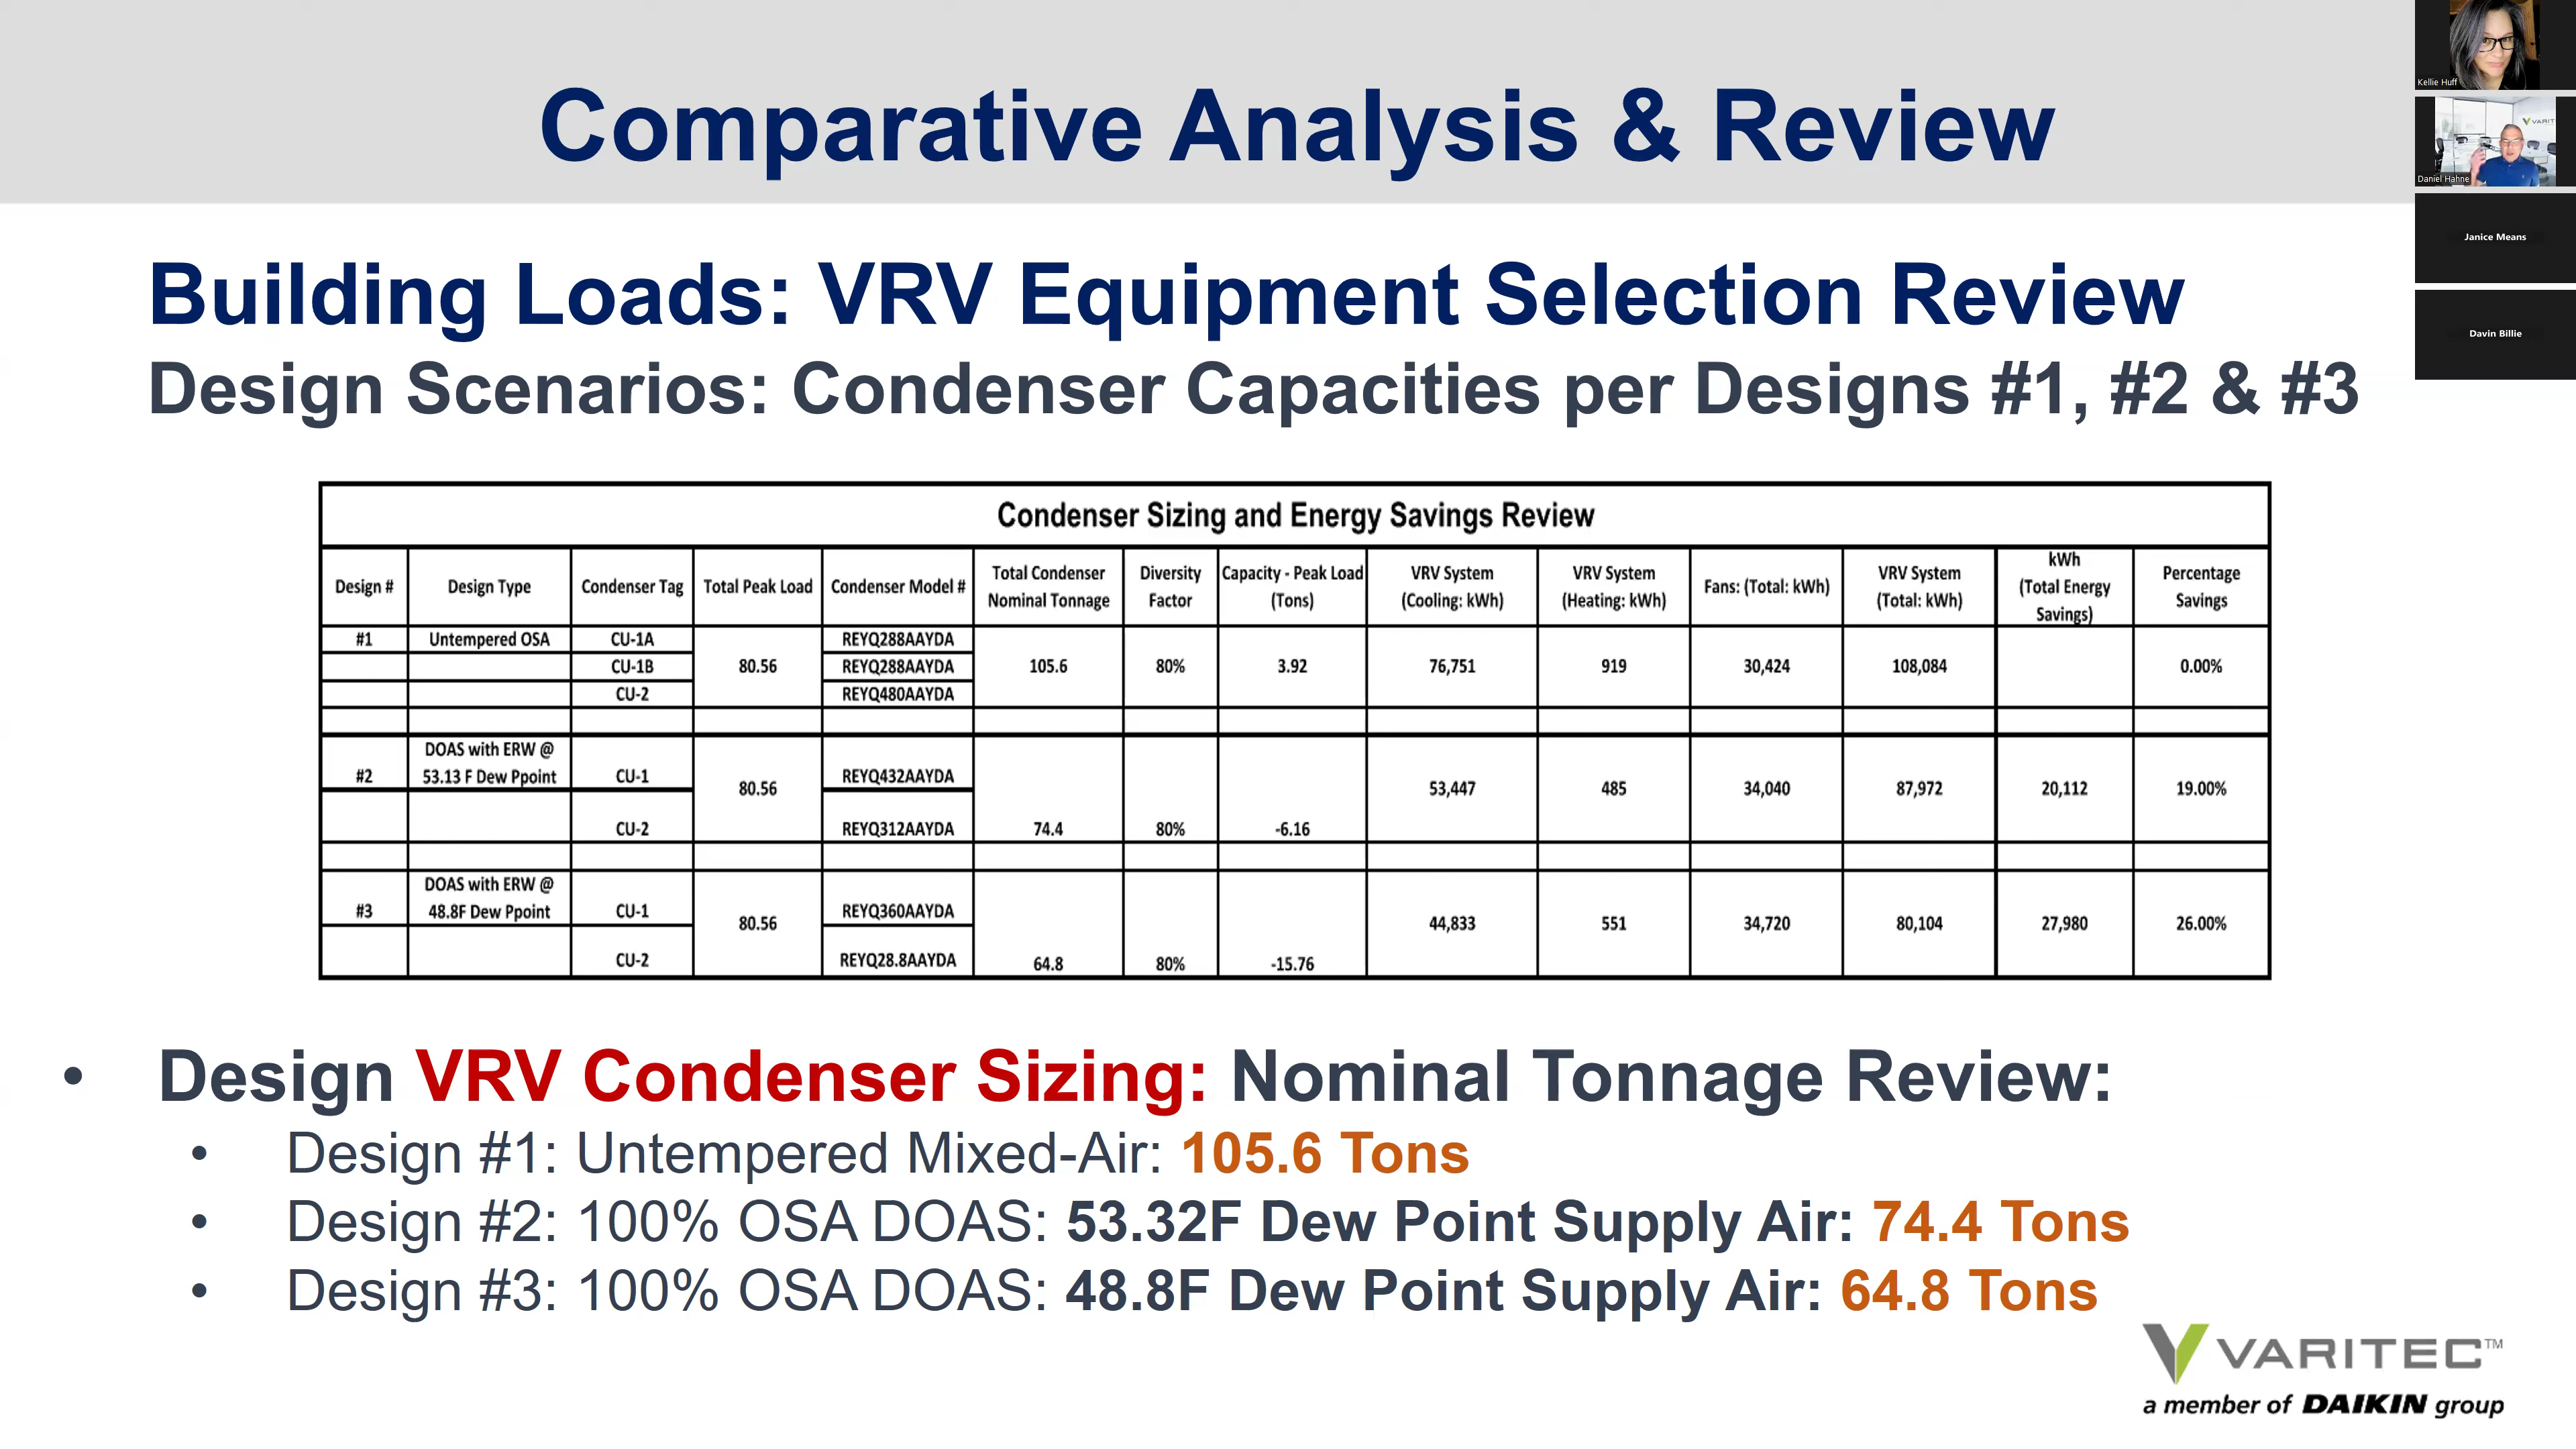 Comparative Analysis & Review
Kellie Huff
VARIT
Daniel Hahne
Janice Means
Davin Billie
Building Loads: VRV Equipment Selection Review
Design Scenarios: Condenser Capacities per Designs #1, #2 & #3
Condenser Sizing and Energy Savings Review
Design # Design Type Condenser Tag Total Peak Load Condenser Model # Total Condenser Nominal Tonnage Diversity Factor Capacity - Peak Load (Tons) VRV System (Cooling: kWh) VRV System (Heating: kWh) Fans: (Total: kWh) VRV System (Total: kWh) kWh (Total Energy Savings) Percentage Savings
#1 Untempered OSA CU-1A REYQ288AAYDA
CU-1B 80.56 REYQ288AAYDA 105.6 80% 3.92 76,751 919 30,424 108,084 0.00%
CU-2 REYQ480AAYDA
DOAS with ERW @
#2 53.13 F Dew Ppoint CU-1 REYQ432AAYDA
80.56 53,447 485 34,040 87,972 20,112 19.00%
CU-2 REYQ312AAYDA 74.4 80% -6.16
DOAS with ERW @
#3 48.8F Dew Ppoint CU-1 REYQ360AAYDA
80.56 44,833 551 34,720 80,104 27,980 26.00%
CU-2 REYQ28.8AAYDA 64.8 80% -15.76
• Design VRV Condenser Sizing: Nominal Tonnage Review:
• Design #1: Untempered Mixed-Air: 105.6 Tons
• Design #2: 100% OSA DOAS: 53.32F Dew Point Supply Air: 74.4 Tons
• Design #3: 100% OSA DOAS: 48.8F Dew Point Supply Air: 64.8 Tons
VARITEC™
a member of DAIKIN group